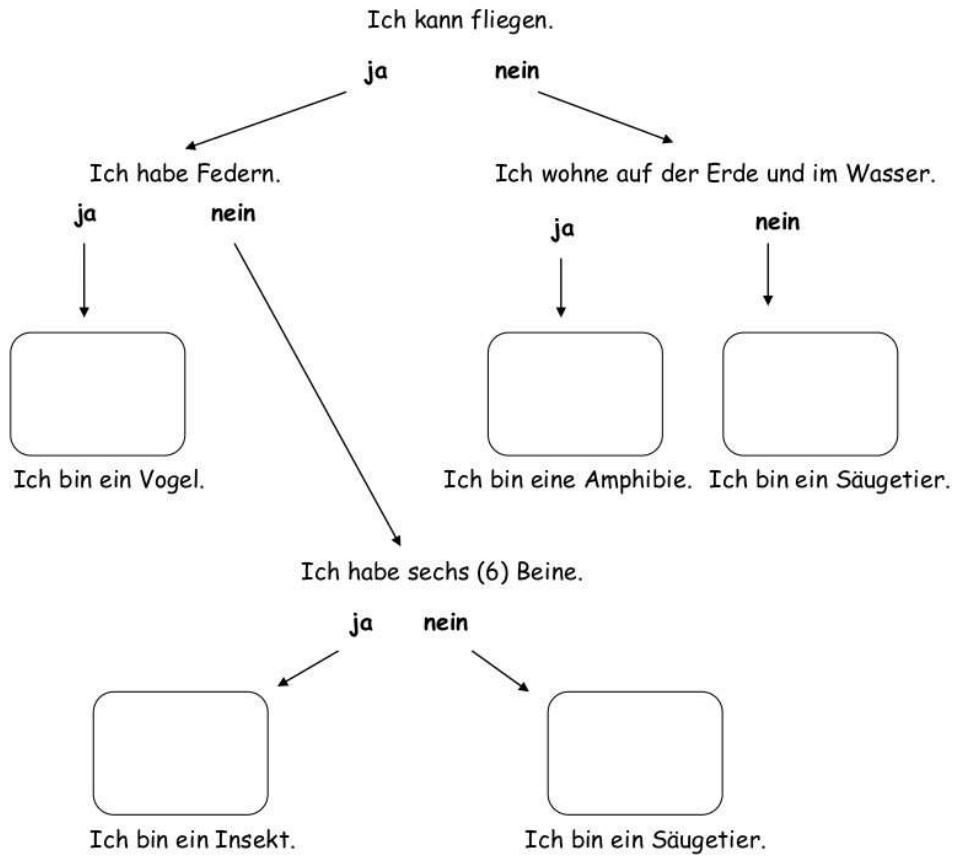 Ich kann fliegen.
ja nein
Ich habe Federn. Ich wohne auf der Erde und im Wasser.
ja nein ja nein
Ich bin ein Vogel. Ich bin eine Amphibie. Ich bin ein Säugetier.
Ich habe sechs (6) Beine.
ja nein
Ich bin ein Insekt. Ich bin ein Säugetier.